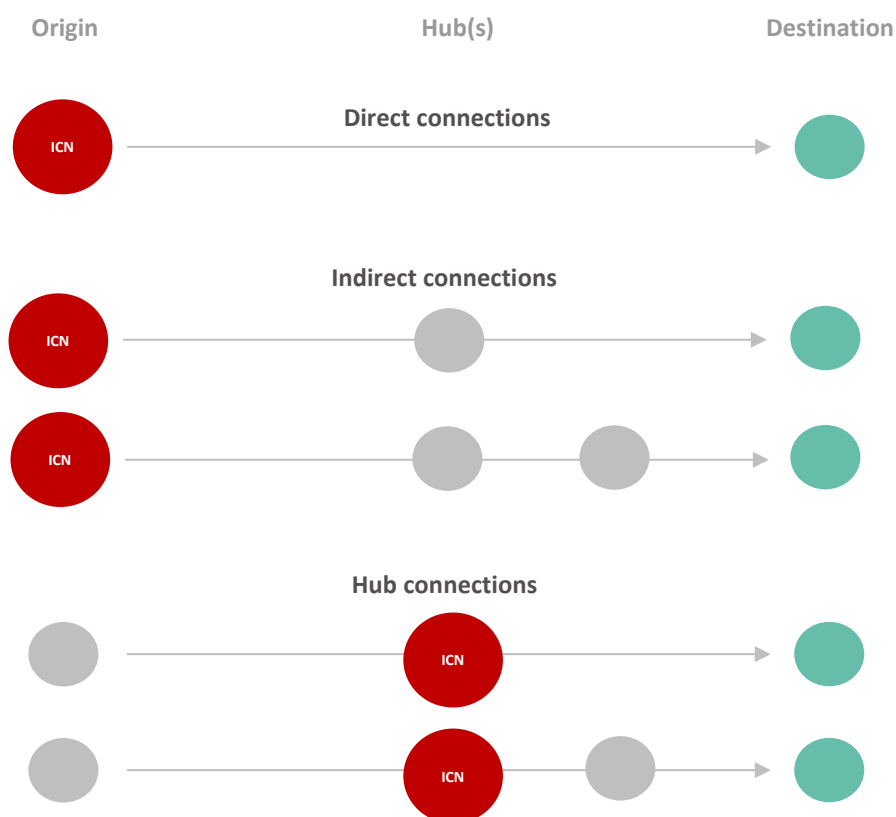 Origin Hub(s) Destination
Direct connections
ICN
Indirect connections
ICN
ICN
Hub connections
ICN
ICN